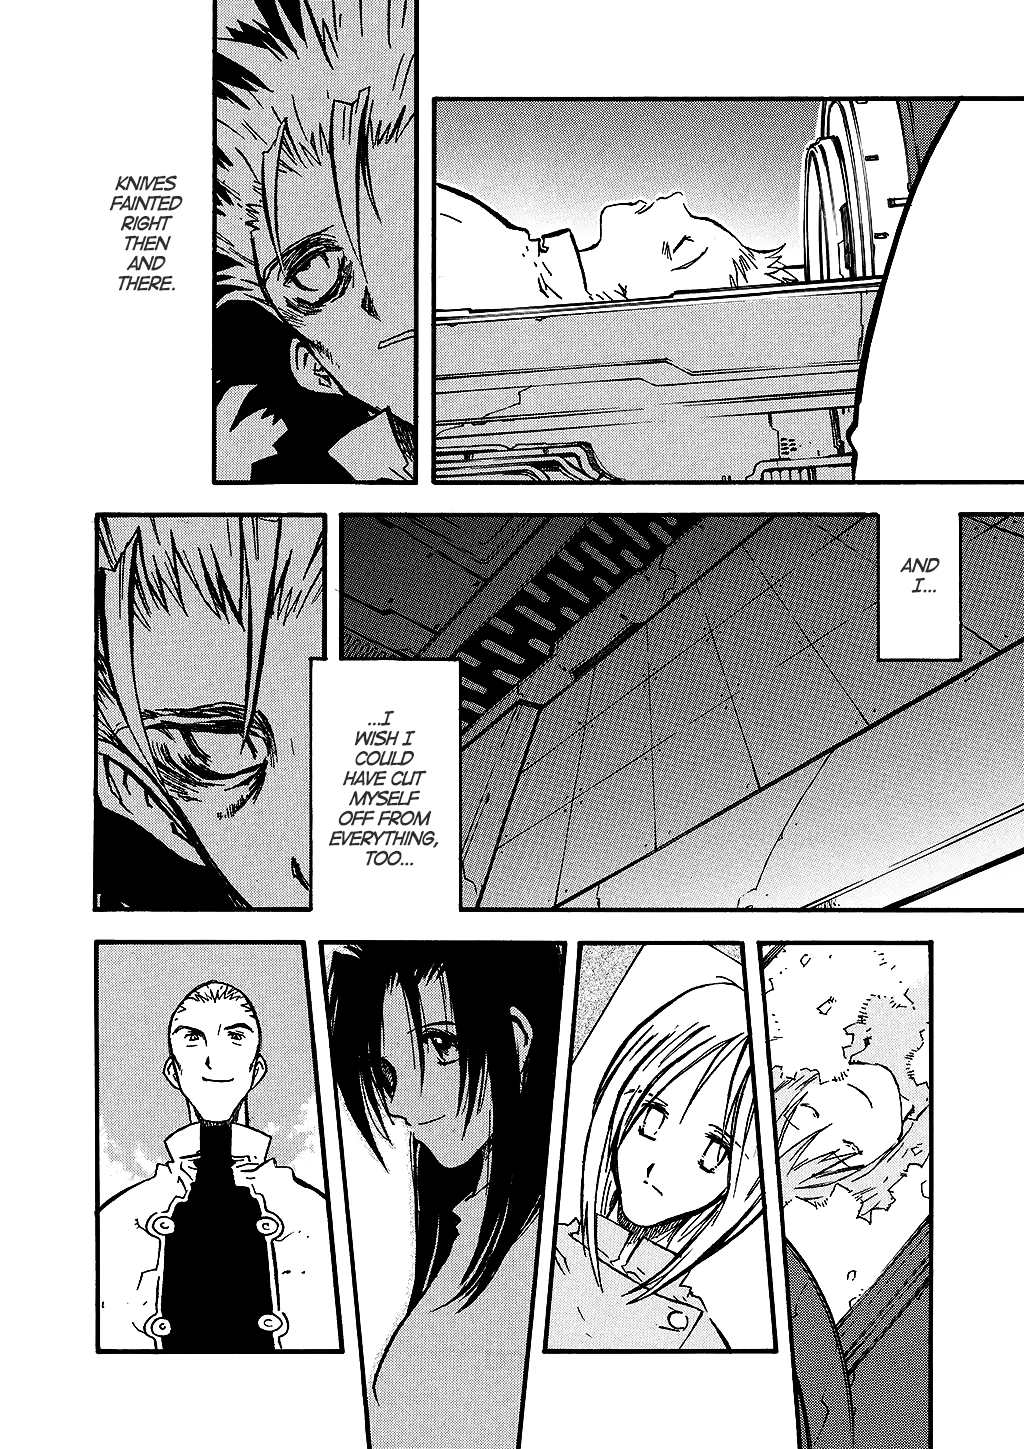 KNIVES
FAINTED
RIGHT
THEN
AND
THERE.
AND
I...
...I
WISH I
COULD
HAVE CUT
MYSELF
OFF FROM
EVERYTHING,
TOO...